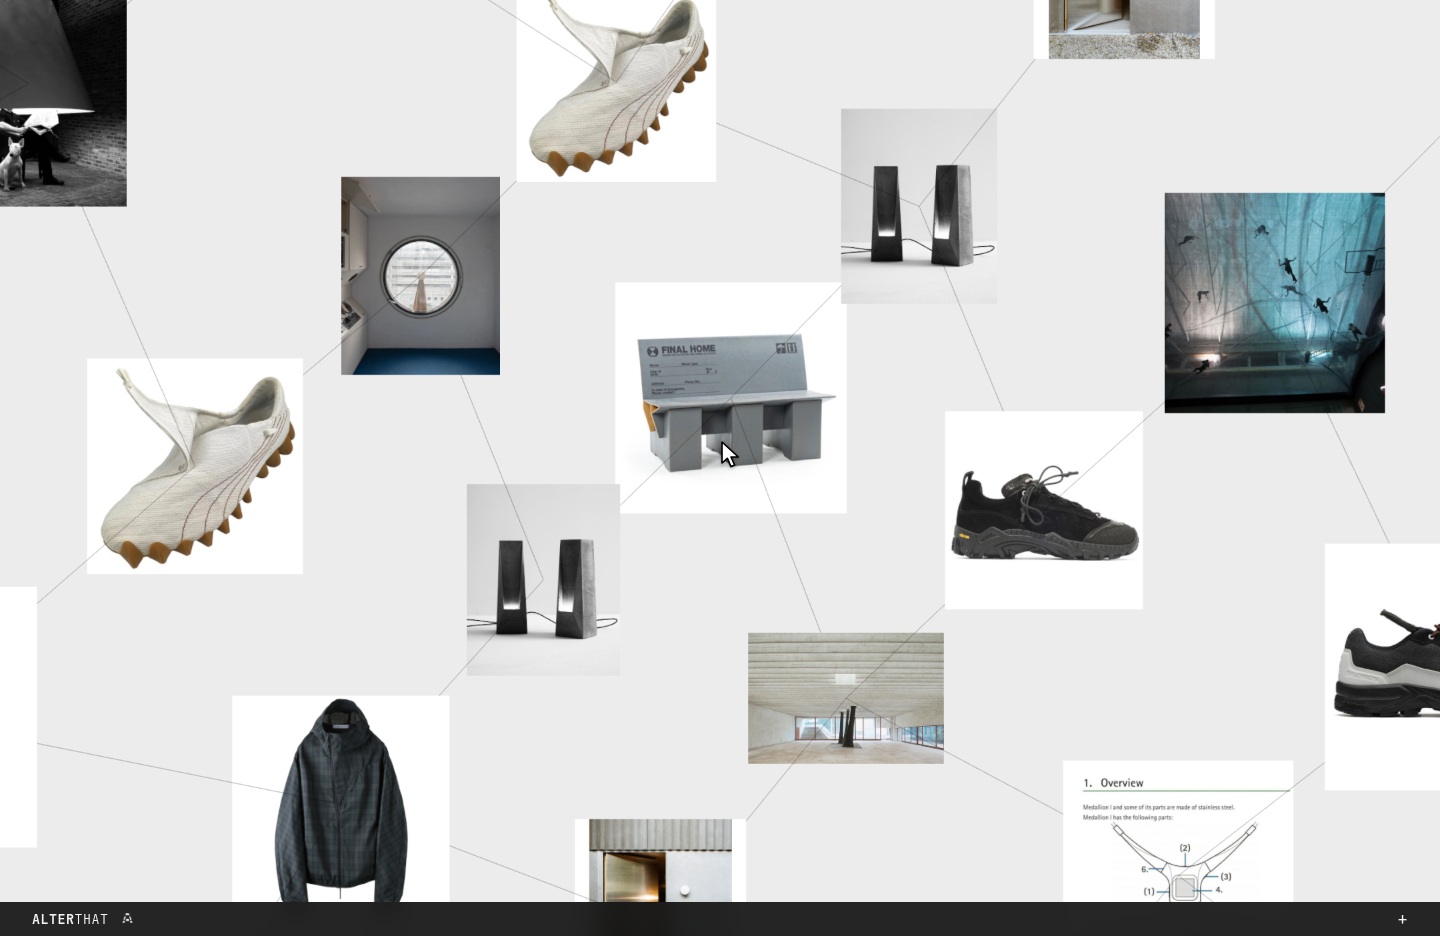 FINAL HOME
1. Overview
Medallion I and some of its parts are made of stainless steel.
Medallion I has the following parts:
(2)
6.
(3)
(1)
4.
ALTERTHAT
+